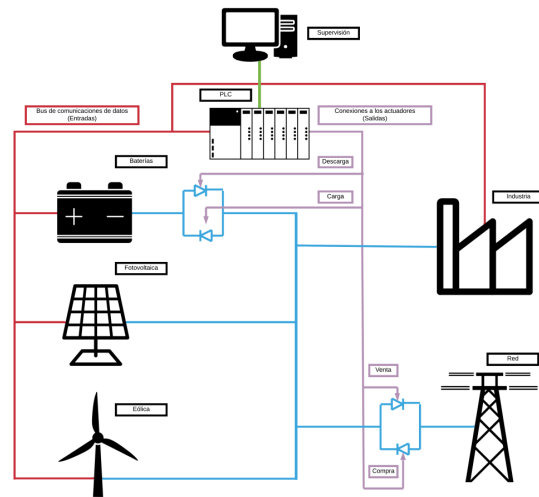 Supervisión
PLC
Bus de comunicaciones de datos
(Entradas)
Conexiones a los actuadores
(Salidas)
Baterías
Descarga
Carga
Industria
Fotovoltaica
Venta
Red
Eólica
Compra